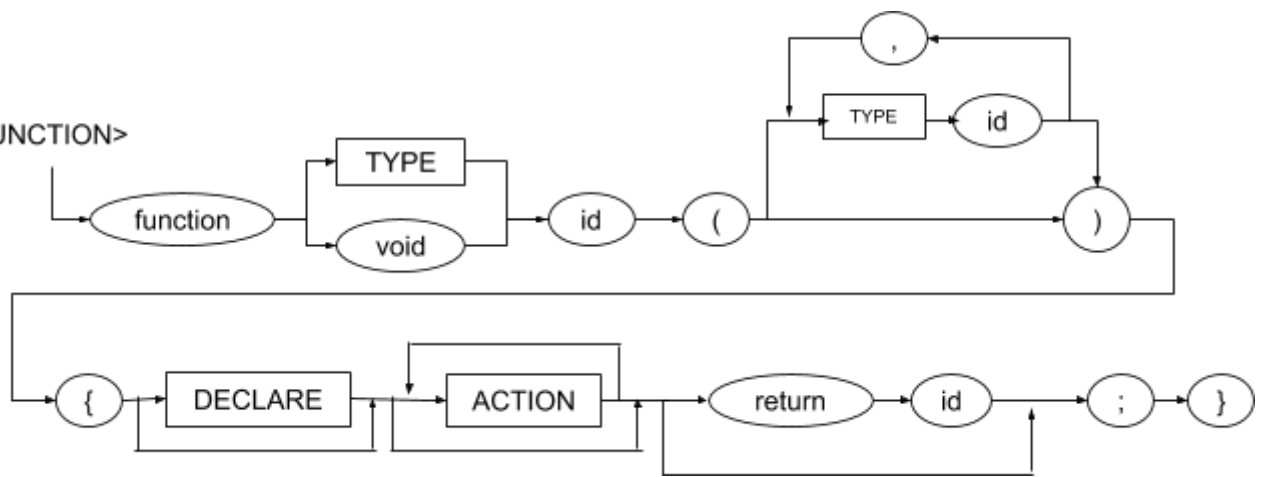 ,
TYPE id
UNCTION>
TYPE
function id ( )
void
{ DECLARE ACTION return id ; }